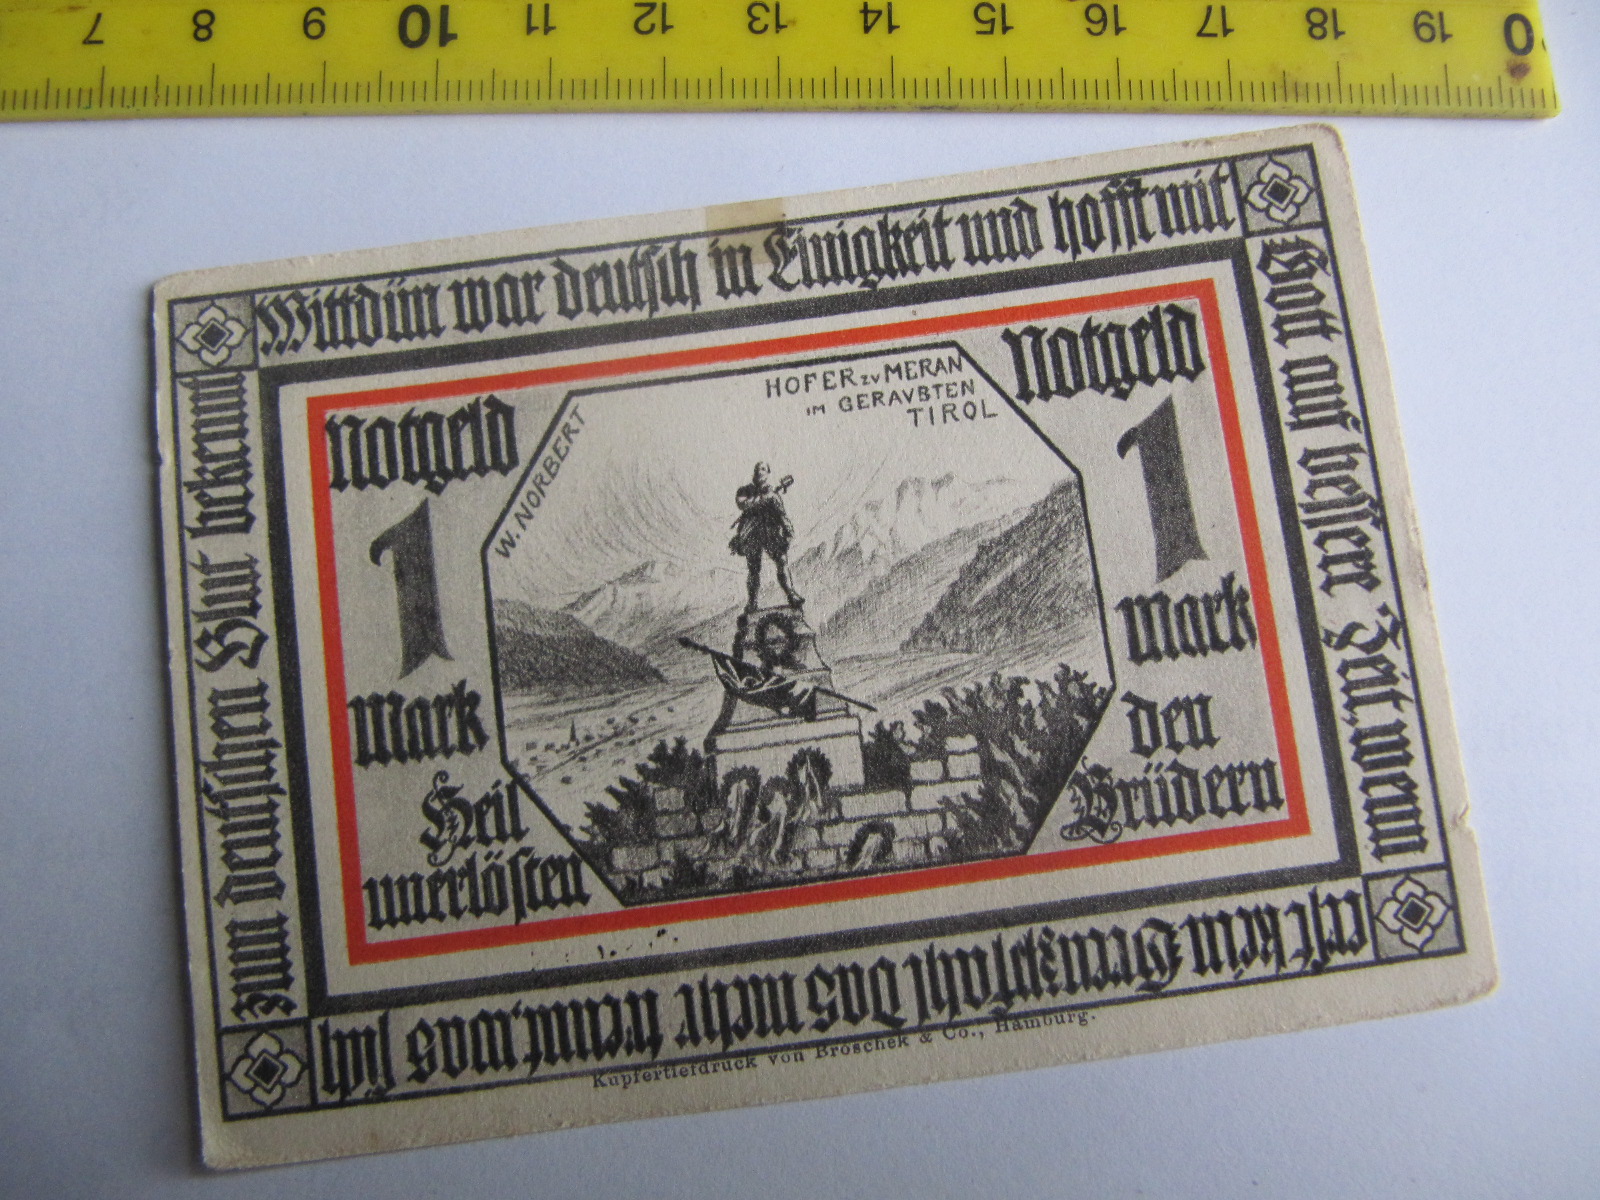 7 8 9 10 11 12 13 14 15 16 17 18 19 0
Wittdün war deutsch in Einigkeit und hofft mit
Gott auf bessere Zeit, wenn
erst kein Grenzpfahl das mehr trennt, was sich
zum deutschen Blut bekennt
Notgeld
1
Mark
Heil
unerlösten
W. NORBERT
HOFER ZV MERAN
IM GERAVBTEN
TIROL
Notgeld
1
Mark
den
Brüdern
Kupfertiefdruck von Broschek & Co., Hamburg.